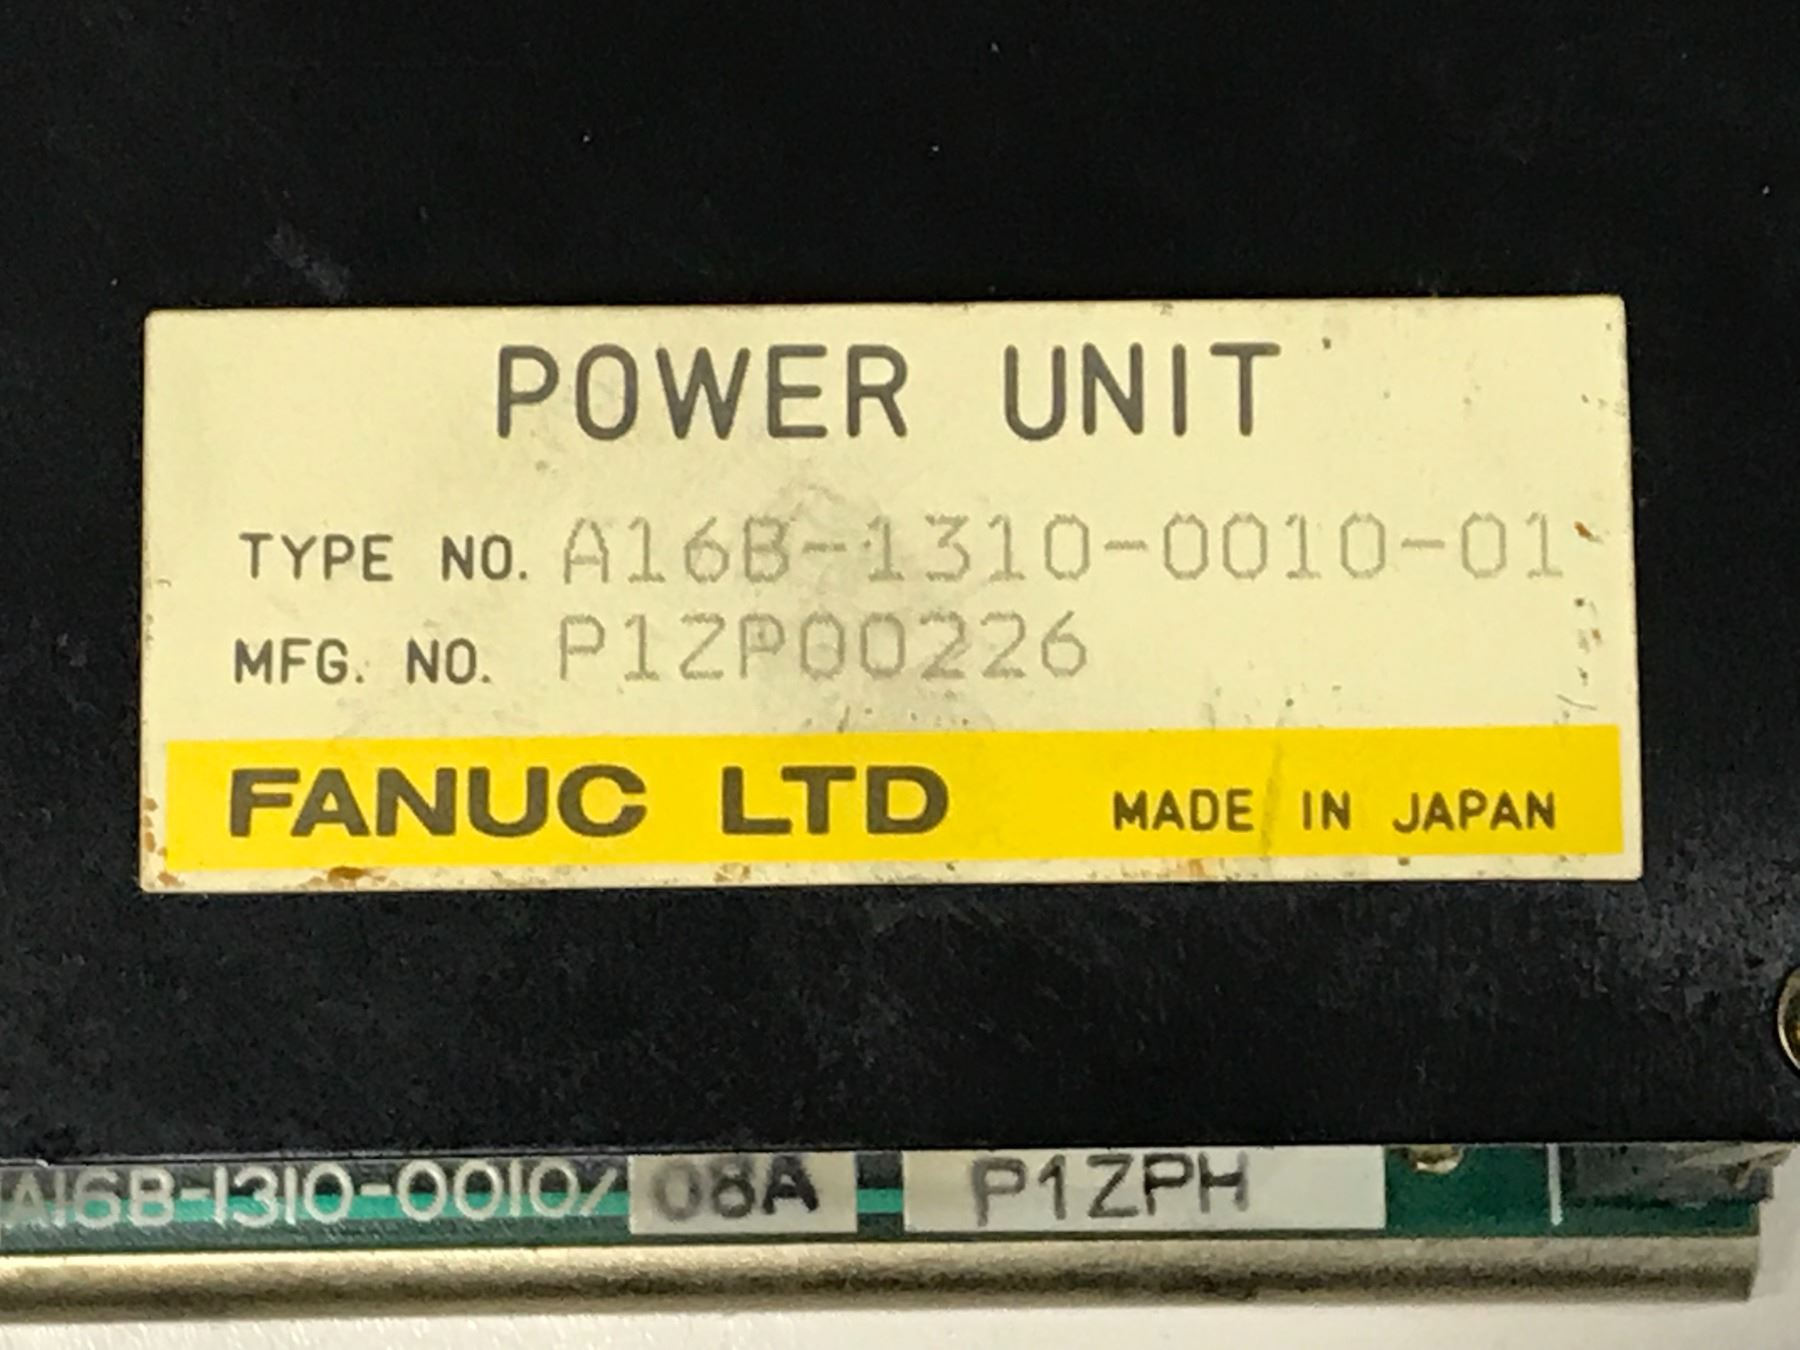 POWER UNIT
TYPE NO. A16B-1310-0010-01
MFG. NO. P1ZP00226
FANUC LTD MADE IN JAPAN
A16B-1310-0010/ 08A P1ZPH